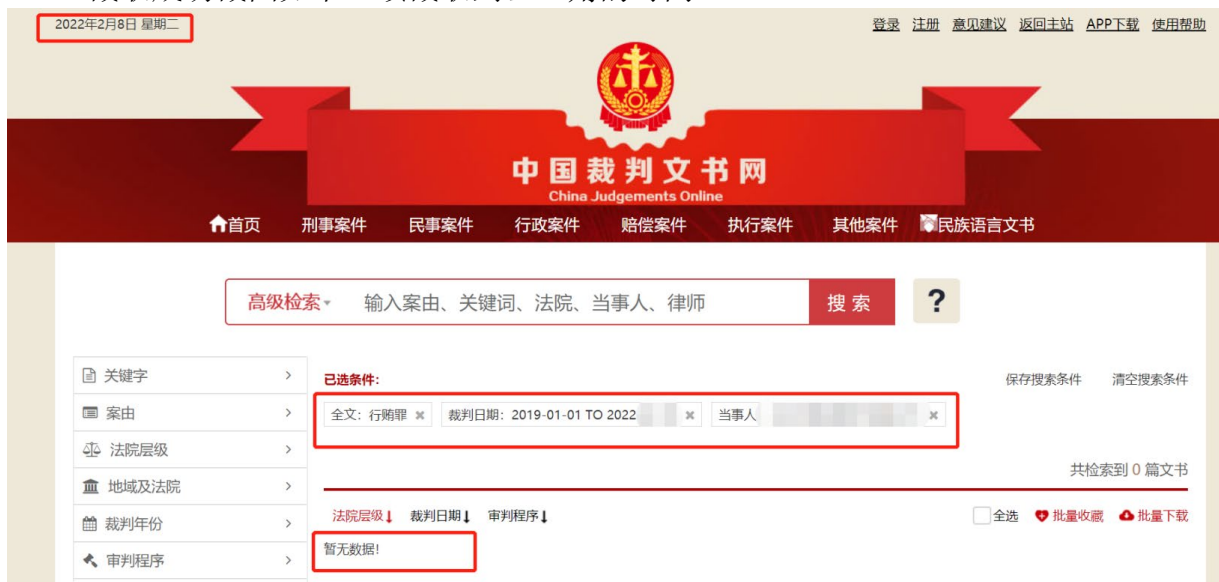 2022年2月8日 星期二
登录 注册 意见建议 返回主站 APP下载 使用帮助
中国裁判文书网
China Judgements Online
首页 刑事案件 民事案件 行政案件 赔偿案件 执行案件 其他案件 民族语言文书
高级检索 输入案由、关键词、法院、当事人、律师 搜索 ?
关键字
已选条件:
保存搜索条件 清空搜索条件
案由
全文: 行贿罪 × 裁判日期: 2019-01-01 TO 2022 × 当事人 ×
法院层级
共检索到 0 篇文书
地域及法院
裁判年份
法院层级 裁判日期 审判程序
全选 批量收藏 批量下载
审判程序
暂无数据!